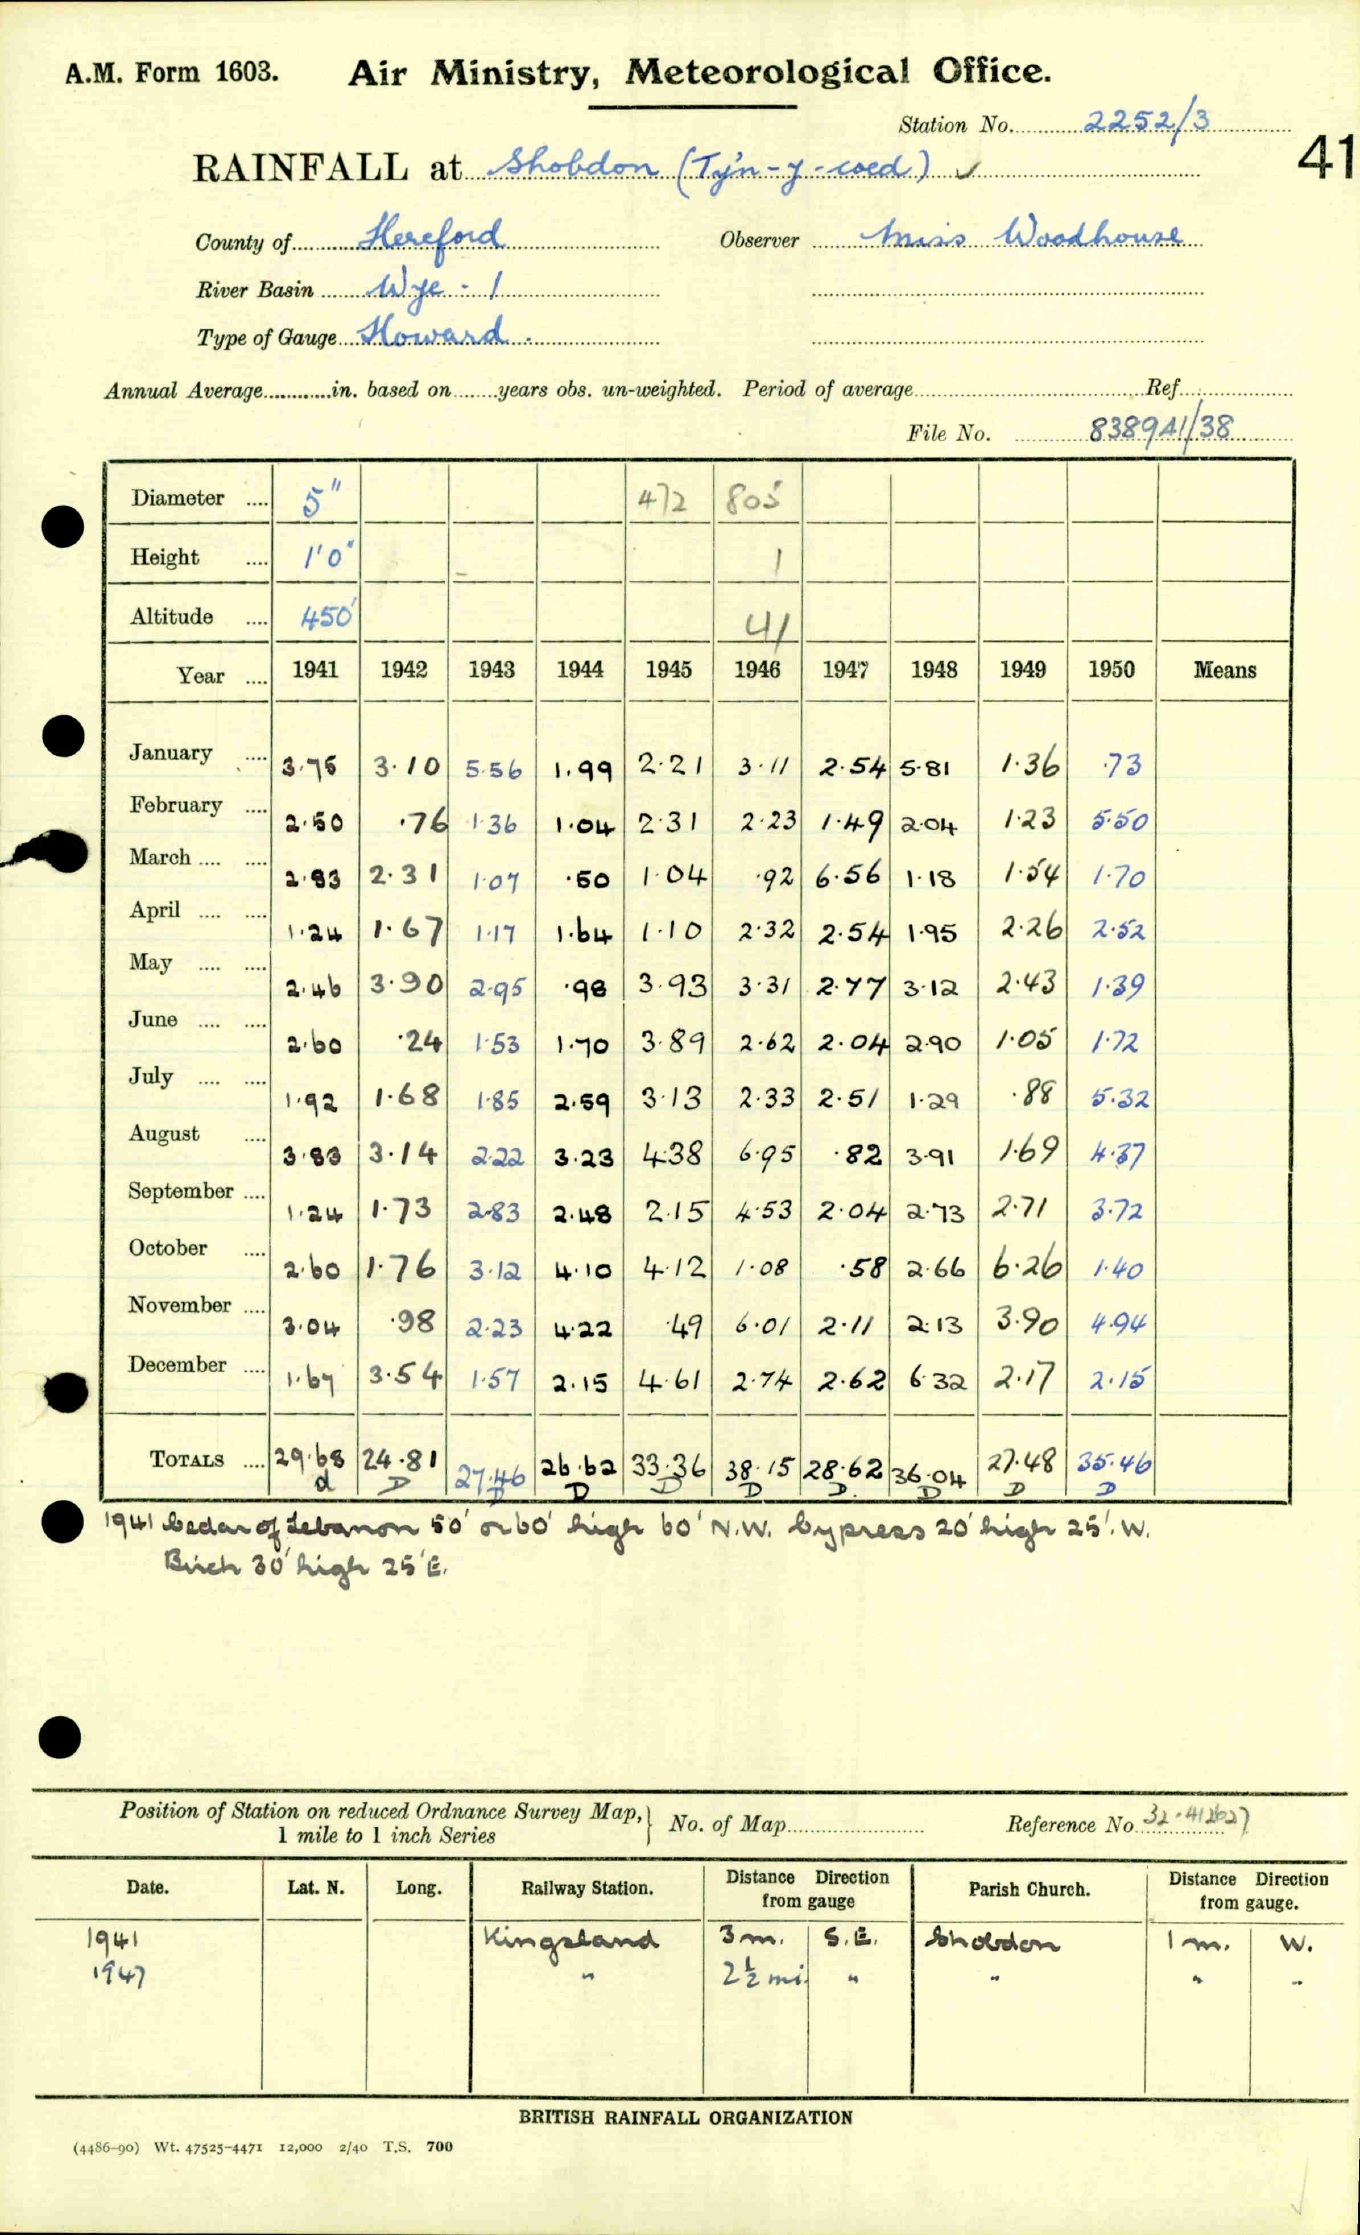 A.M. Form 1603. Air Ministry, Meteorological Office.
Station No. 2252/3
41
RAINFALL at Shobdon (Ty'n-y-coed) ✓
County of Hereford Observer Miss Woodhouse
River Basin Wye - 1
Type of Gauge Howard.
Annual Average in. based on years obs. un-weighted. Period of average Ref.
File No. 838941/38
Diameter .... 5" 472 805
Height .... 1'0" 1
Altitude .... 450' 41
Year .... 1941 1942 1943 1944 1945 1946 1947 1948 1949 1950 Means
January .... 3.75 3.10 5.56 1.99 2.21 3.11 2.54 5.81 1.36 .73
February .... 2.50 .76 1.36 1.04 2.31 2.23 1.49 2.04 1.23 5.50
March .... .... 2.83 2.31 1.07 .50 1.04 .92 6.56 1.18 1.54 1.70
April .... .... 1.24 1.67 1.17 1.64 1.10 2.32 2.54 1.95 2.26 2.52
May .... .... 2.46 3.90 2.95 .98 3.93 3.31 2.77 3.12 2.43 1.39
June .... .... 2.60 .24 1.53 1.70 3.89 2.62 2.04 2.90 1.05 1.72
July .... .... 1.92 1.68 1.85 2.59 3.13 2.33 2.51 1.29 .88 5.32
August .... 3.83 3.14 2.22 3.23 4.38 6.95 .82 3.91 1.69 4.37
September .... 1.24 1.73 2.83 2.48 2.15 4.53 2.04 2.73 2.71 3.72
October .... 2.60 1.76 3.12 4.10 4.12 1.08 .58 2.66 6.26 1.40
November .... 3.04 .98 2.23 4.22 .49 6.01 2.11 2.13 3.90 4.94
December .... 1.67 3.54 1.57 2.15 4.61 2.74 2.62 6.32 2.17 2.15
TOTALS .... 29.68 24.81 27.46 26.62 33.36 38.15 28.62 36.04 27.48 35.46
d D D D D D D. D D D
1941 Cedar of Lebanon 50' or 60' high 60' N.W. Cypress 20' high 25'. W.
Birch 30' high 25' E.
Position of Station on reduced Ordnance Survey Map,} No. of Map Reference No 32.412627
1 mile to 1 inch Series
Date. Lat. N. Long. Railway Station. Distance Direction from gauge Parish Church. Distance Direction from gauge.
1941 Kingsland 3 m. S.E. Shobdon 1 m. W.
1947 " 2½ mi. " " " "
BRITISH RAINFALL ORGANIZATION
(4486-90) Wt. 47525-4471 12,000 2/40 T.S. 700